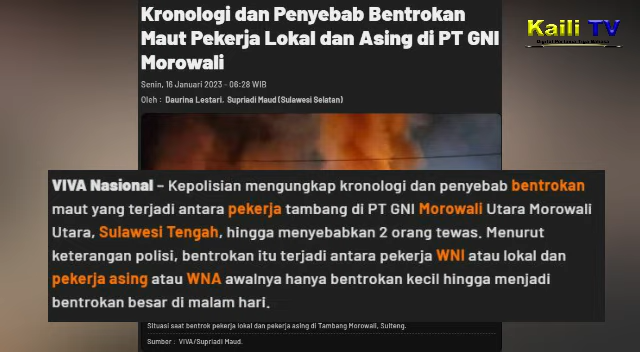 Kronologi dan Penyebab Bentrokan
Maut Pekerja Lokal dan Asing di PT GNI
Morowali
Kaili TV
Senin, 16 Januari 2023 - 06:28 WIB
Oleh : Daurina Lestari, Supriadi Maud (Sulawesi Selatan)
VIVA Nasional – Kepolisian mengungkap kronologi dan penyebab bentrokan
maut yang terjadi antara pekerja tambang di PT GNI Morowali Utara Morowali
Utara, Sulawesi Tengah, hingga menyebabkan 2 orang tewas. Menurut
keterangan polisi, bentrokan itu terjadi antara pekerja WNI atau lokal dan
pekerja asing atau WNA awalnya hanya bentrokan kecil hingga menjadi
bentrokan besar di malam hari.
Situasi saat bentrok pekerja lokal dan pekerja asing di Tambang Morowali, Sulteng.
Sumber : VIVA/Supriadi Maud.